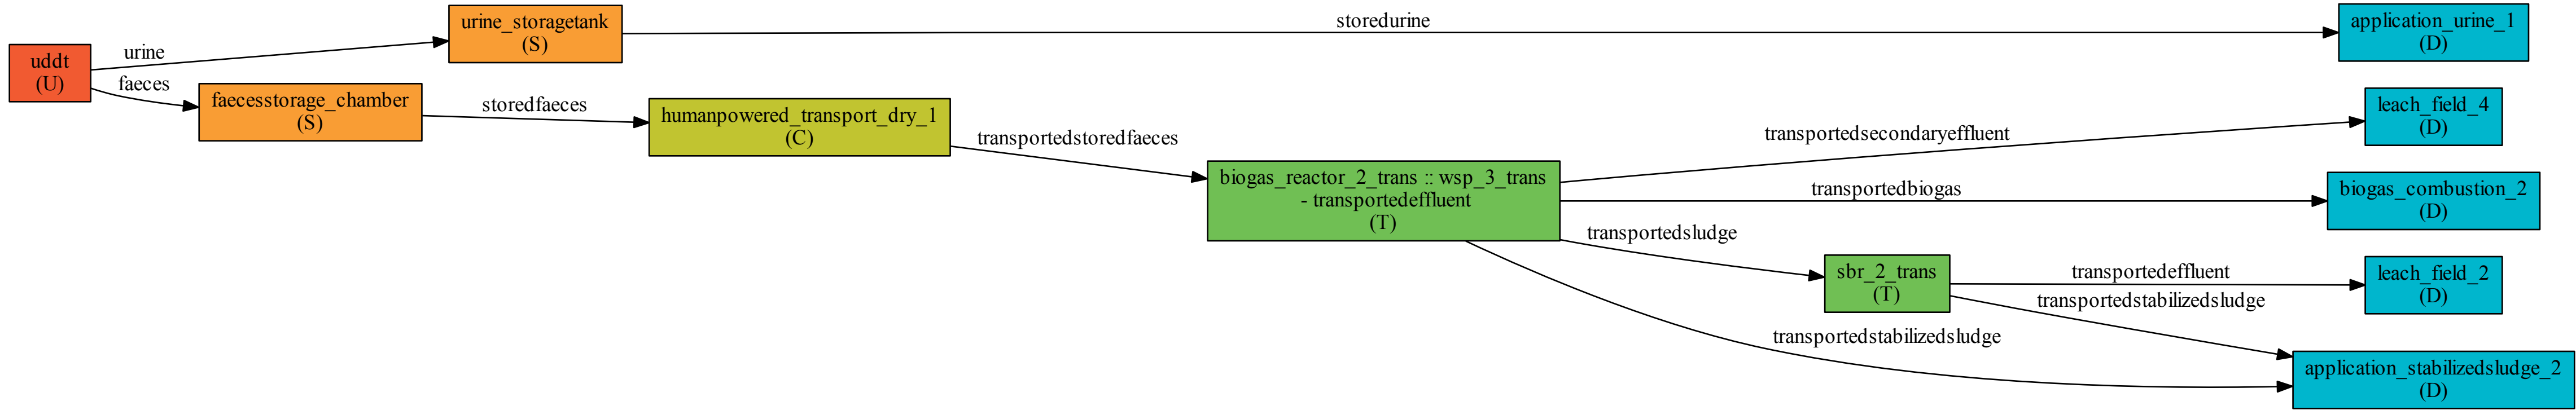 uddt
(U)
urine
faeces
urine_storagetank
(S)
faecesstorage_chamber
(S)
storedurine
storedfaeces
humanpowered_transport_dry_1
(C)
transportedstoredfaeces
biogas_reactor_2_trans :: wsp_3_trans
- transportedeffluent
(T)
transportedsecondaryeffluent
transportedbiogas
transportedsludge
transportedstabilizedsludge
sbr_2_trans
(T)
transportedeffluent
transportedstabilizedsludge
application_urine_1
(D)
leach_field_4
(D)
biogas_combustion_2
(D)
leach_field_2
(D)
application_stabilizedsludge_2
(D)